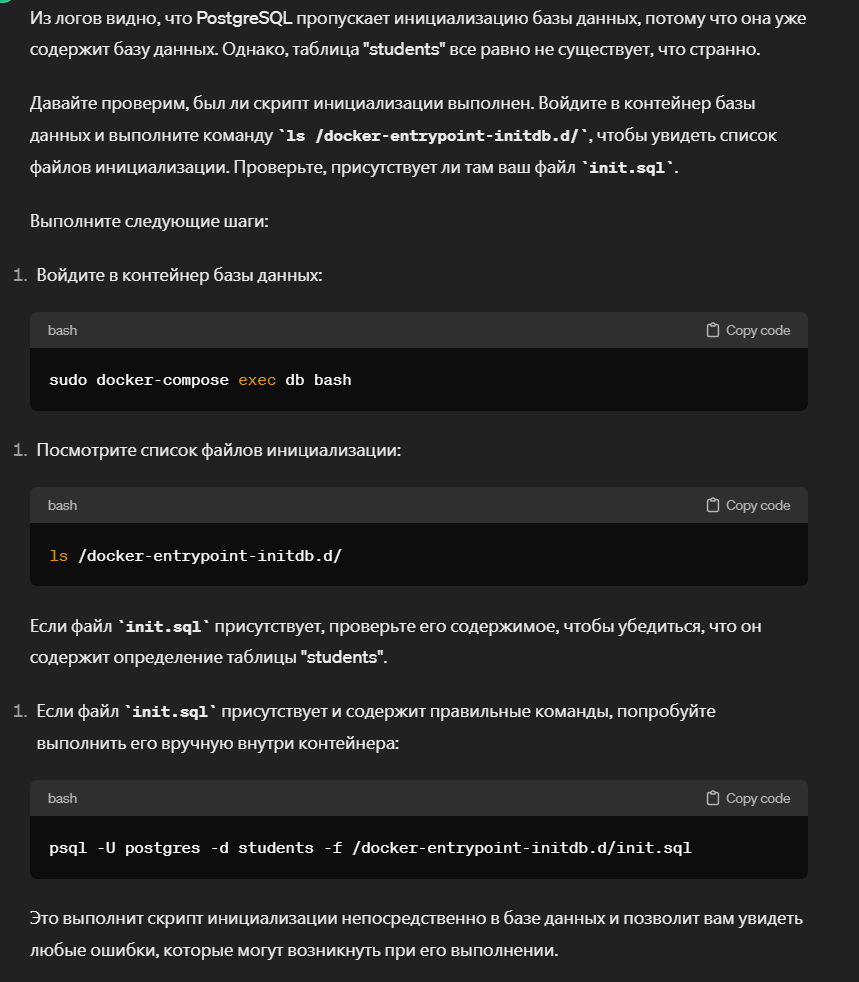 Из логов видно, что PostgreSQL пропускает инициализацию базы данных, потому что она уже
содержит базу данных. Однако, таблица "students" все равно не существует, что странно.
Давайте проверим, был ли скрипт инициализации выполнен. Войдите в контейнер базы
данных и выполните команду `ls /docker-entrypoint-initdb.d/`, чтобы увидеть список
файлов инициализации. Проверьте, присутствует ли там ваш файл `init.sql`.
Выполните следующие шаги:
1. Войдите в контейнер базы данных:
bash Copy code
sudo docker-compose exec db bash
1. Посмотрите список файлов инициализации:
bash Copy code
ls /docker-entrypoint-initdb.d/
Если файл `init.sql` присутствует, проверьте его содержимое, чтобы убедиться, что он
содержит определение таблицы "students".
1. Если файл `init.sql` присутствует и содержит правильные команды, попробуйте
выполнить его вручную внутри контейнера:
bash Copy code
psql -U postgres -d students -f /docker-entrypoint-initdb.d/init.sql
Это выполнит скрипт инициализации непосредственно в базе данных и позволит вам увидеть
любые ошибки, которые могут возникнуть при его выполнении.